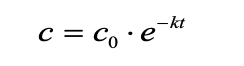 c = c₀ · e⁻ᵏᵗ